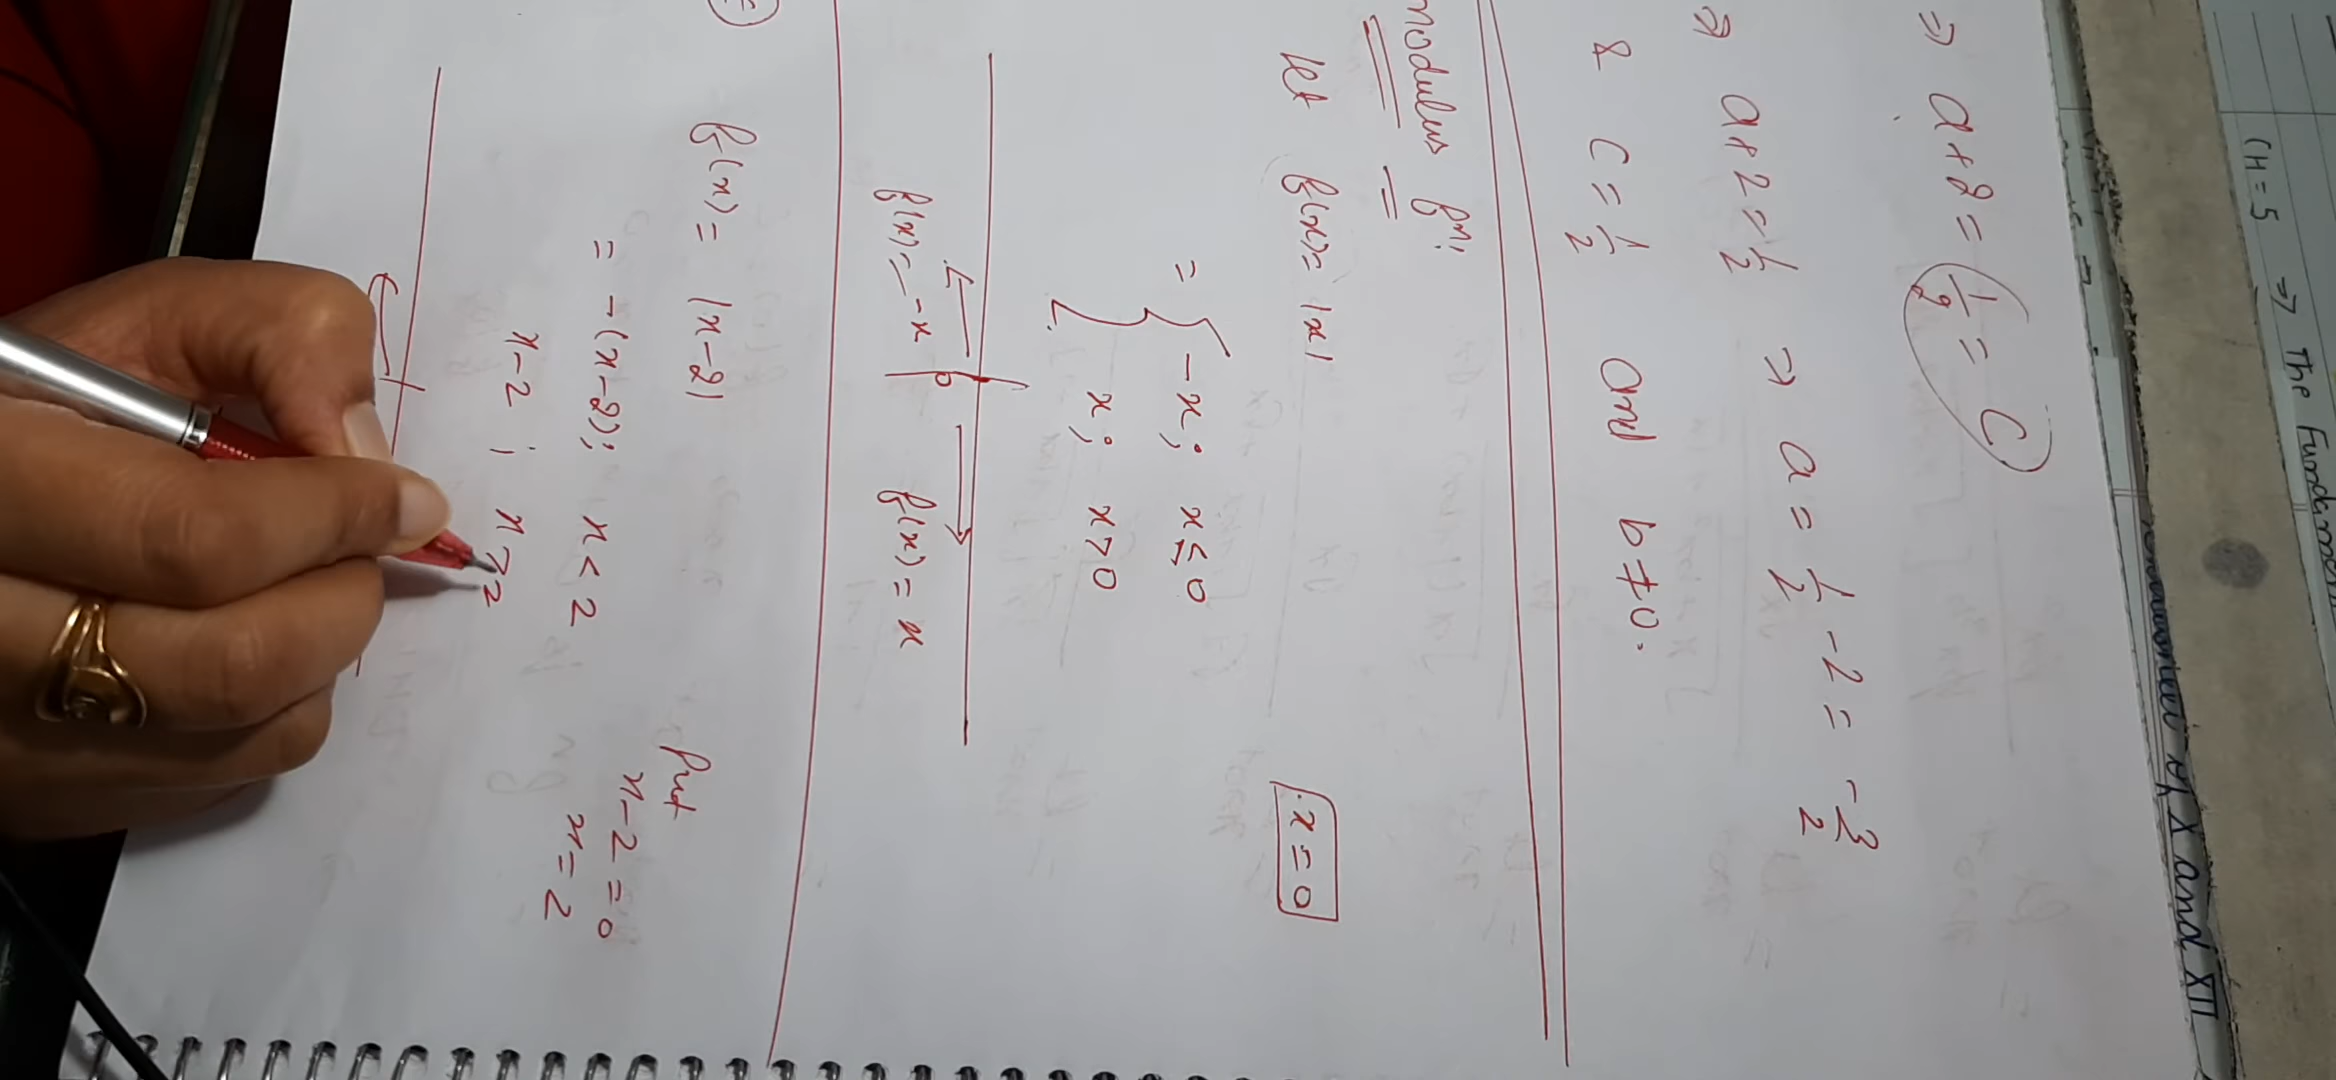 CH = 5 ⇒ The Fundamen
X and XII
⇒ a+2 = 1/2 = C
⇒ a+2 = 1/2 ⇒ a = 1/2 - 2 = -3/2
& C = 1/2 and b ≠ 0.
modulus fn:
let f(x) = |x| x = 0
= { -x; x ≤ 0
x; x > 0
0
f(x) = -x f(x) = x
f(x) = |x-2| Put
= -(x-2); x < 2 x-2 = 0
x-2 ; x > 2 x = 2